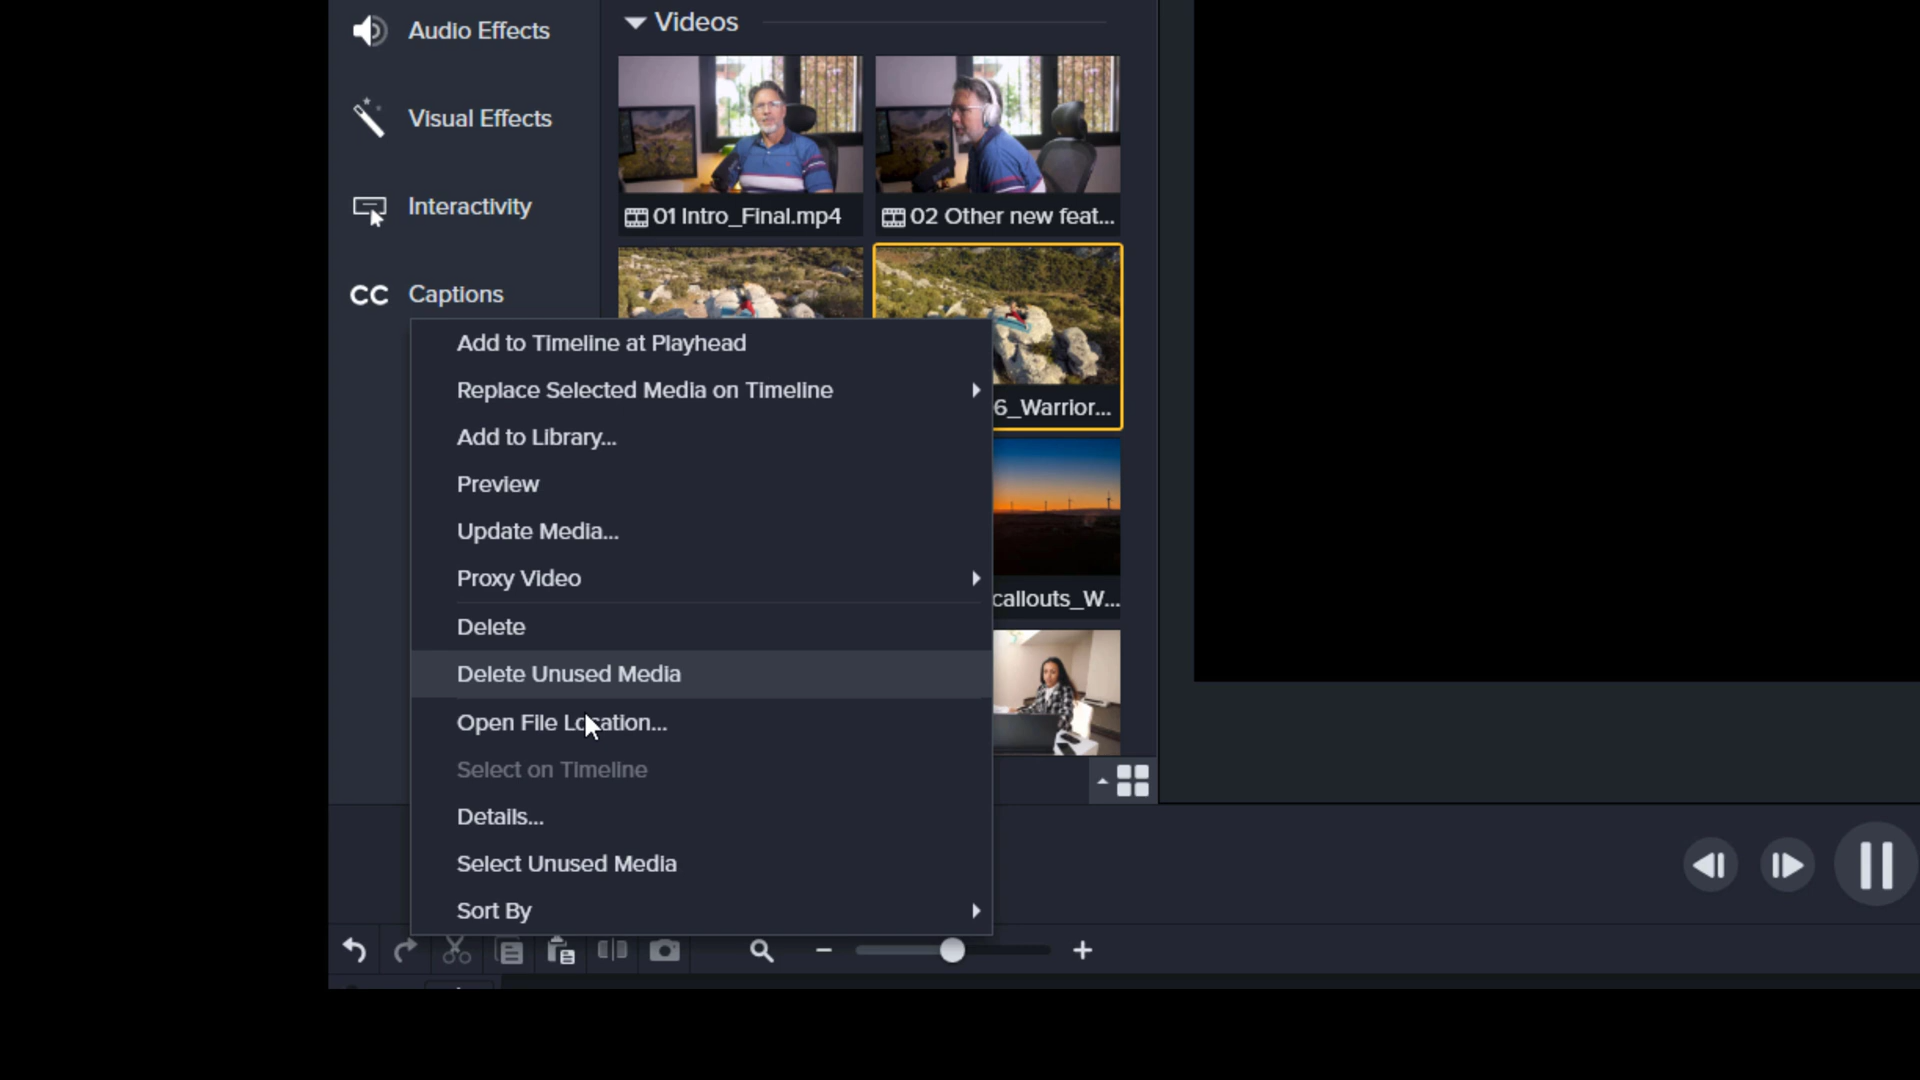 Audio Effects
Visual Effects
Interactivity
CC Captions
Videos
01 Intro_Final.mp4
02 Other new feat...
6_Warrior...
callouts_W...
Add to Timeline at Playhead
Replace Selected Media on Timeline
Add to Library...
Preview
Update Media...
Proxy Video
Delete
Delete Unused Media
Open File Location...
Select on Timeline
Details...
Select Unused Media
Sort By